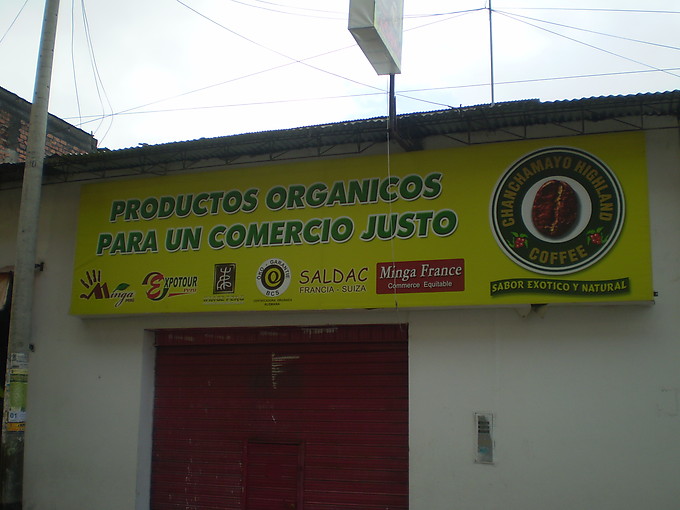 PRODUCTOS ORGANICOS
PARA UN COMERCIO JUSTO
Minga
EXPOTOUR
SALDAC
FRANCIA - SUIZA
Minga France
Commerce Equitable
BCS
CHANCHAMAYO HIGHLAND
COFFEE
SABOR EXOTICO Y NATURAL